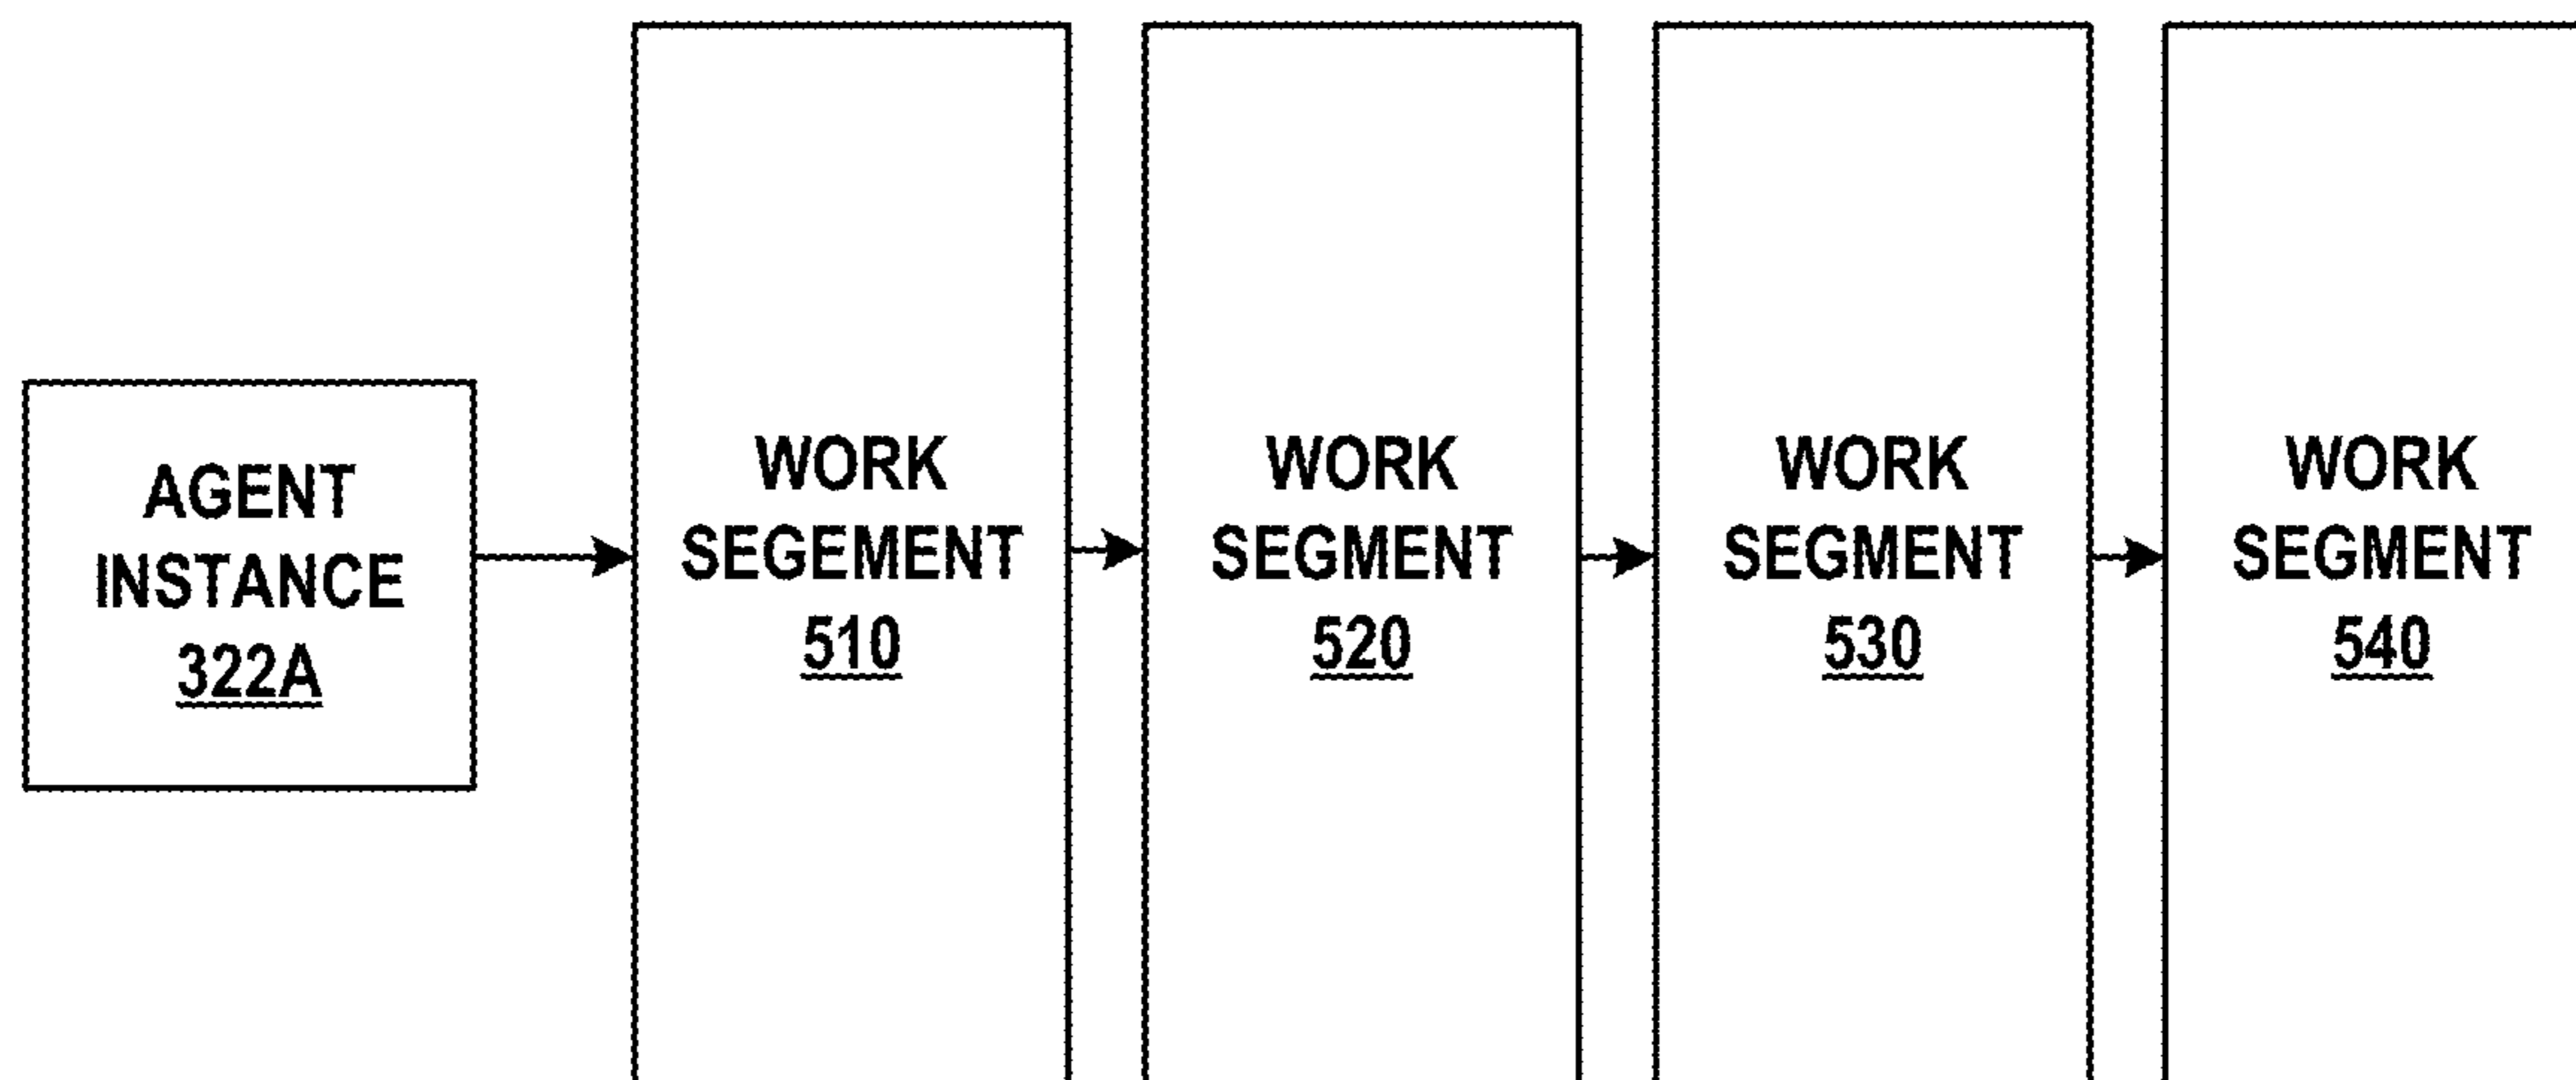 AGENT
INSTANCE
322A
WORK
SEGEMENT
510
WORK
SEGMENT
520
WORK
SEGMENT
530
WORK
SEGMENT
540